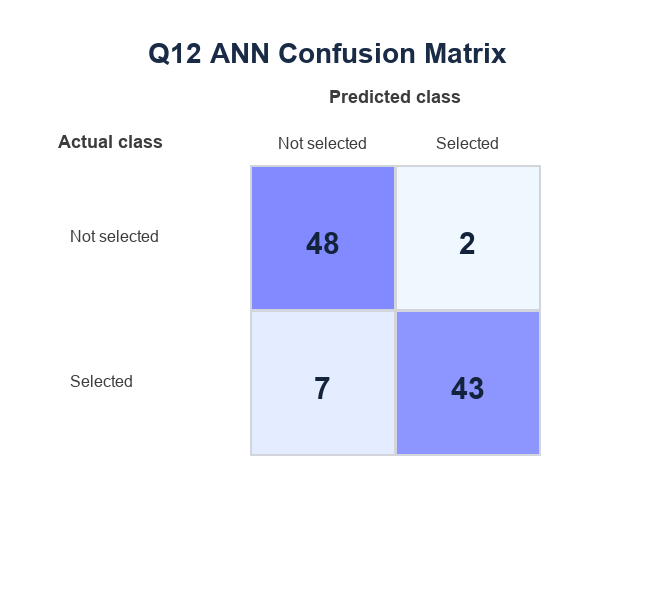 Q12 ANN Confusion Matrix
Predicted class
Actual class
Not selected Selected
Not selected 48 2
Selected 7 43